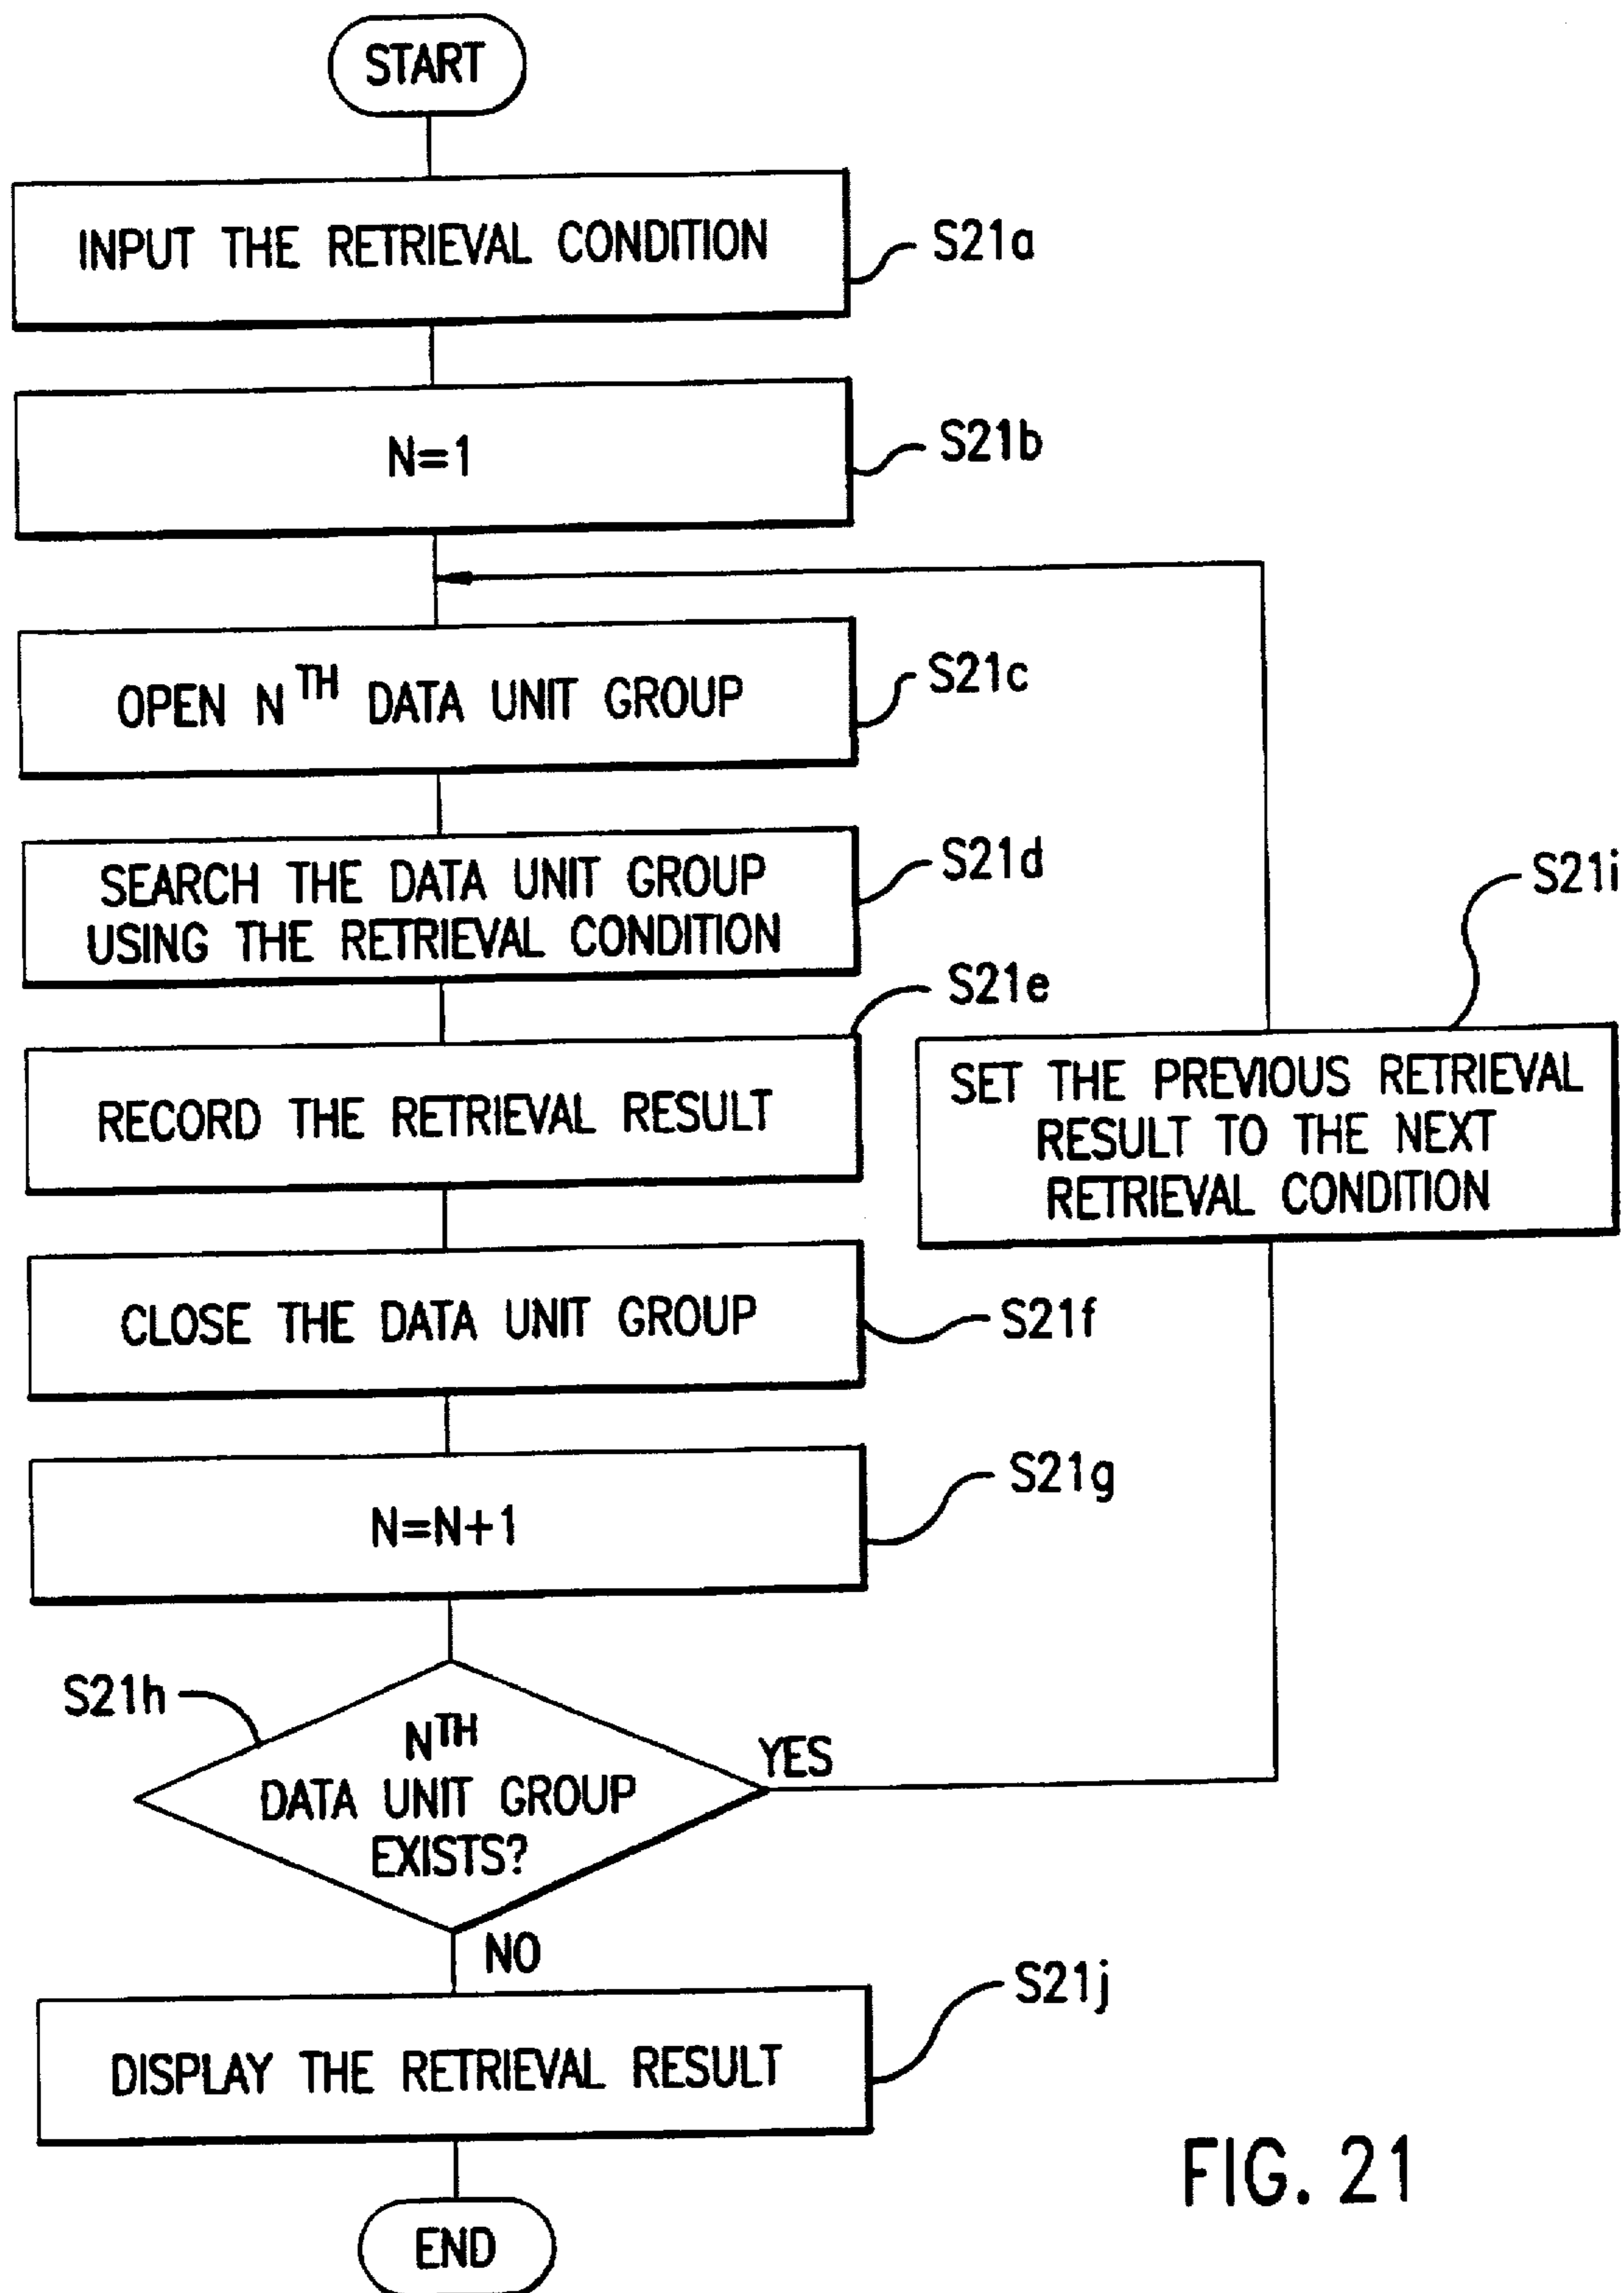 START
INPUT THE RETRIEVAL CONDITION
S21a
N=1
S21b
OPEN NTH DATA UNIT GROUP
S21c
SEARCH THE DATA UNIT GROUP
USING THE RETRIEVAL CONDITION
S21d
RECORD THE RETRIEVAL RESULT
S21e
CLOSE THE DATA UNIT GROUP
S21f
N=N+1
S21g
S21h
NTH
DATA UNIT GROUP
EXISTS?
YES
S21i
SET THE PREVIOUS RETRIEVAL
RESULT TO THE NEXT
RETRIEVAL CONDITION
NO
DISPLAY THE RETRIEVAL RESULT
S21j
END
FIG. 21